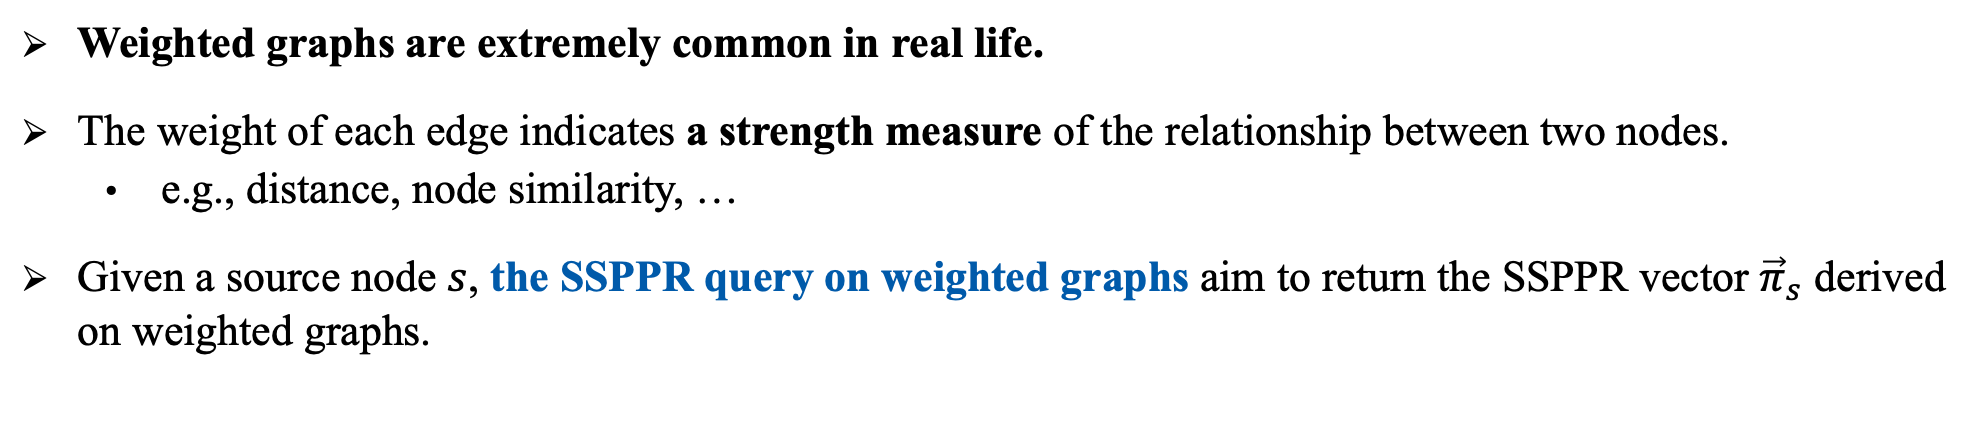 ➢ Weighted graphs are extremely common in real life.
➢ The weight of each edge indicates a strength measure of the relationship between two nodes.
• e.g., distance, node similarity, …
➢ Given a source node s, the SSPPR query on weighted graphs aim to return the SSPPR vector π⃗ₛ derived
on weighted graphs.